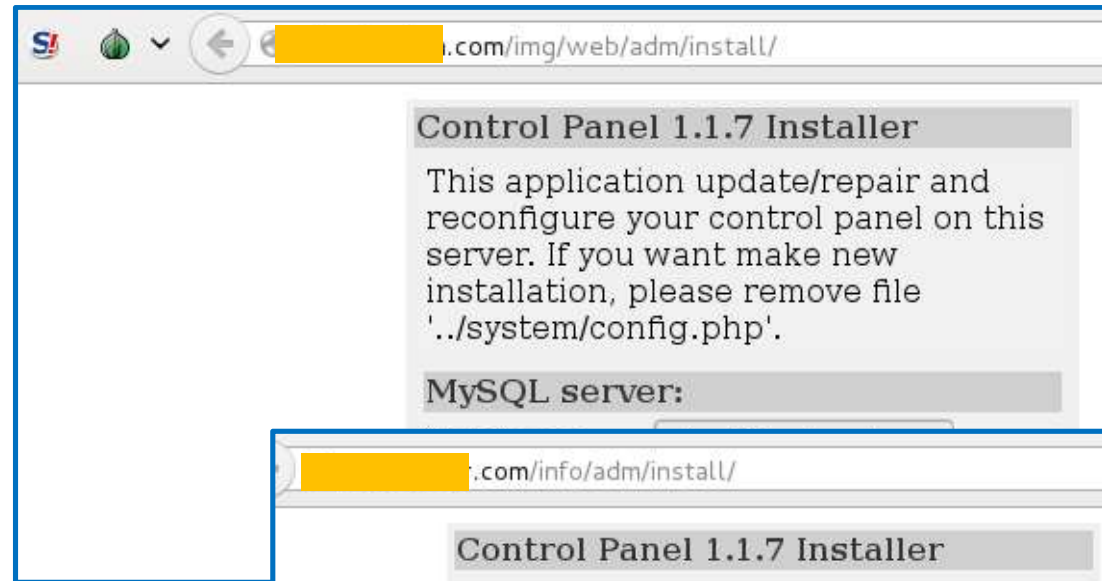 S!
.com/img/web/adm/install/
Control Panel 1.1.7 Installer
This application update/repair and
reconfigure your control panel on this
server. If you want make new
installation, please remove file
'../system/config.php'.
MySQL server:
.com/info/adm/install/
Control Panel 1.1.7 Installer